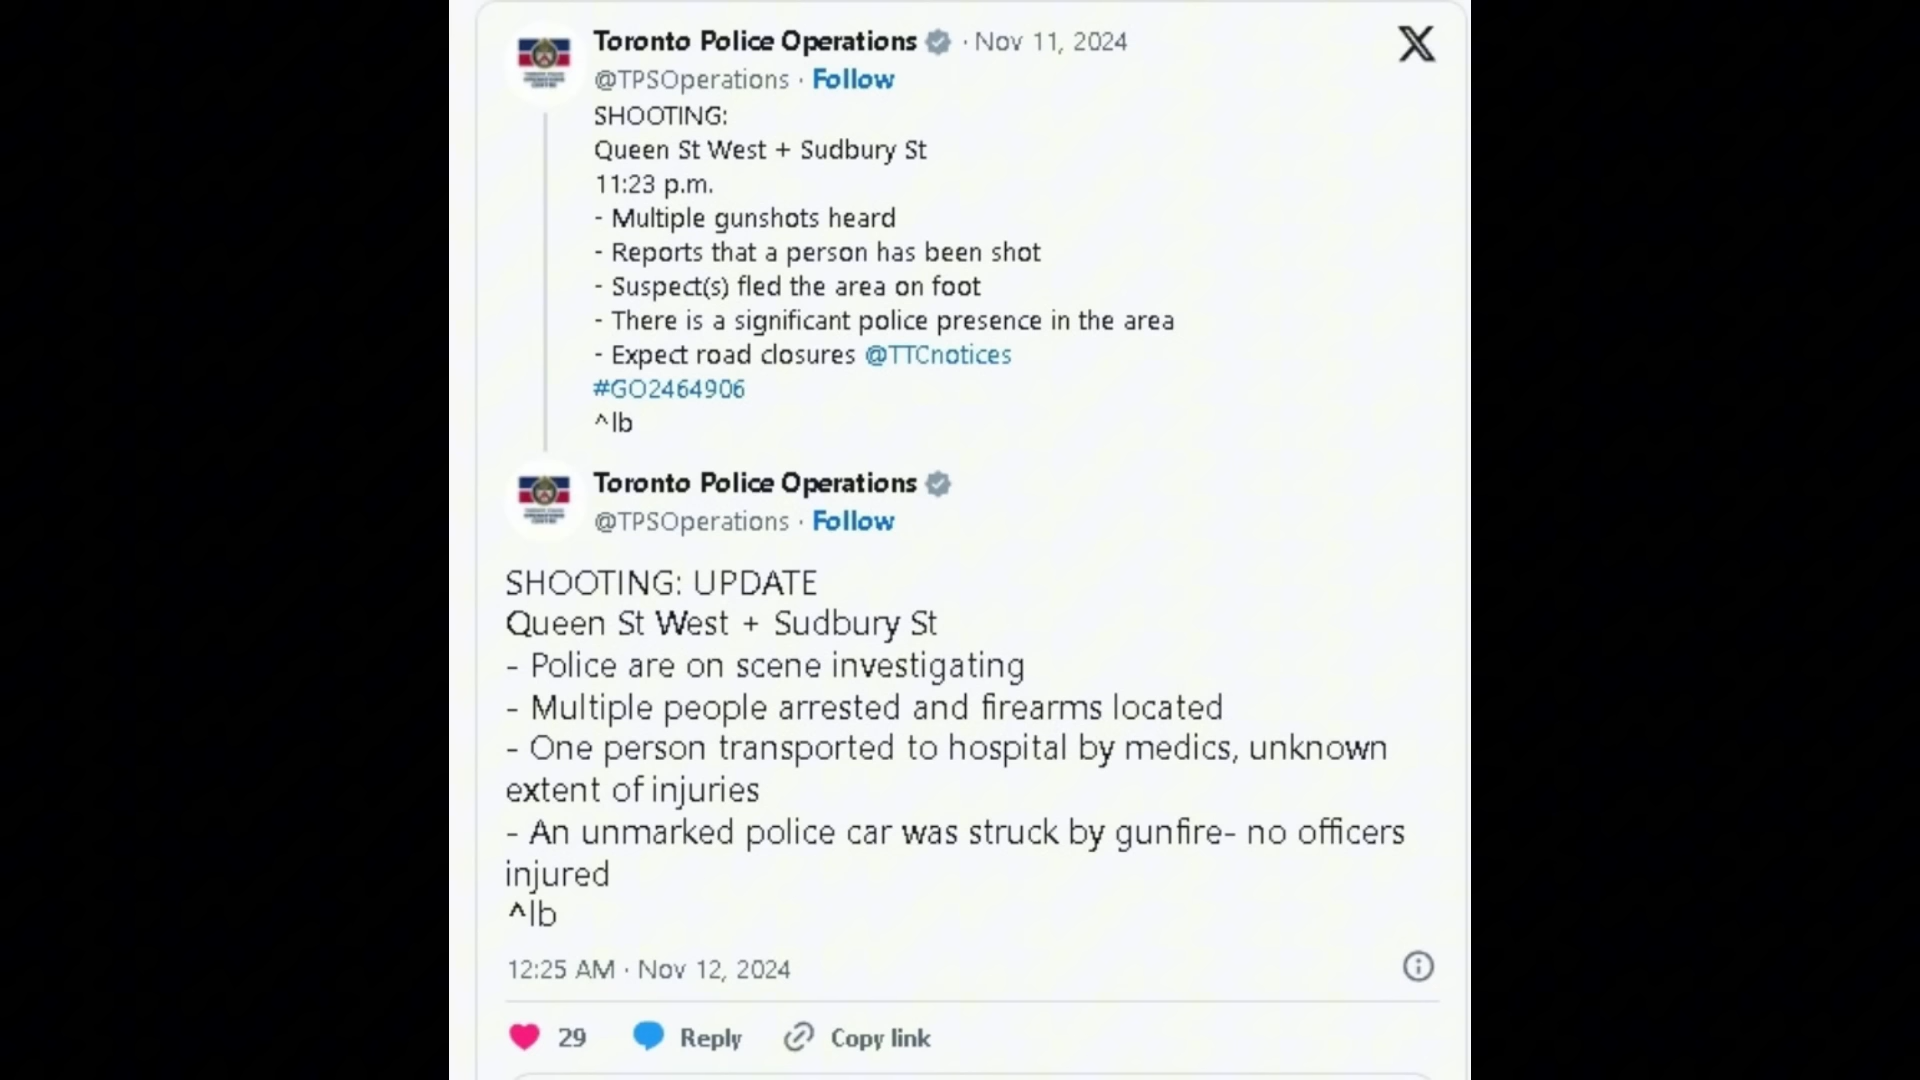 Toronto Police Operations · Nov 11, 2024
@TPSOperations · Follow
SHOOTING:
Queen St West + Sudbury St
11:23 p.m.
- Multiple gunshots heard
- Reports that a person has been shot
- Suspect(s) fled the area on foot
- There is a significant police presence in the area
- Expect road closures @TTCnotices
#GO2464906
^lb
Toronto Police Operations
@TPSOperations · Follow
SHOOTING: UPDATE
Queen St West + Sudbury St
- Police are on scene investigating
- Multiple people arrested and firearms located
- One person transported to hospital by medics, unknown
extent of injuries
- An unmarked police car was struck by gunfire- no officers
injured
^lb
12:25 AM · Nov 12, 2024
29 Reply Copy link